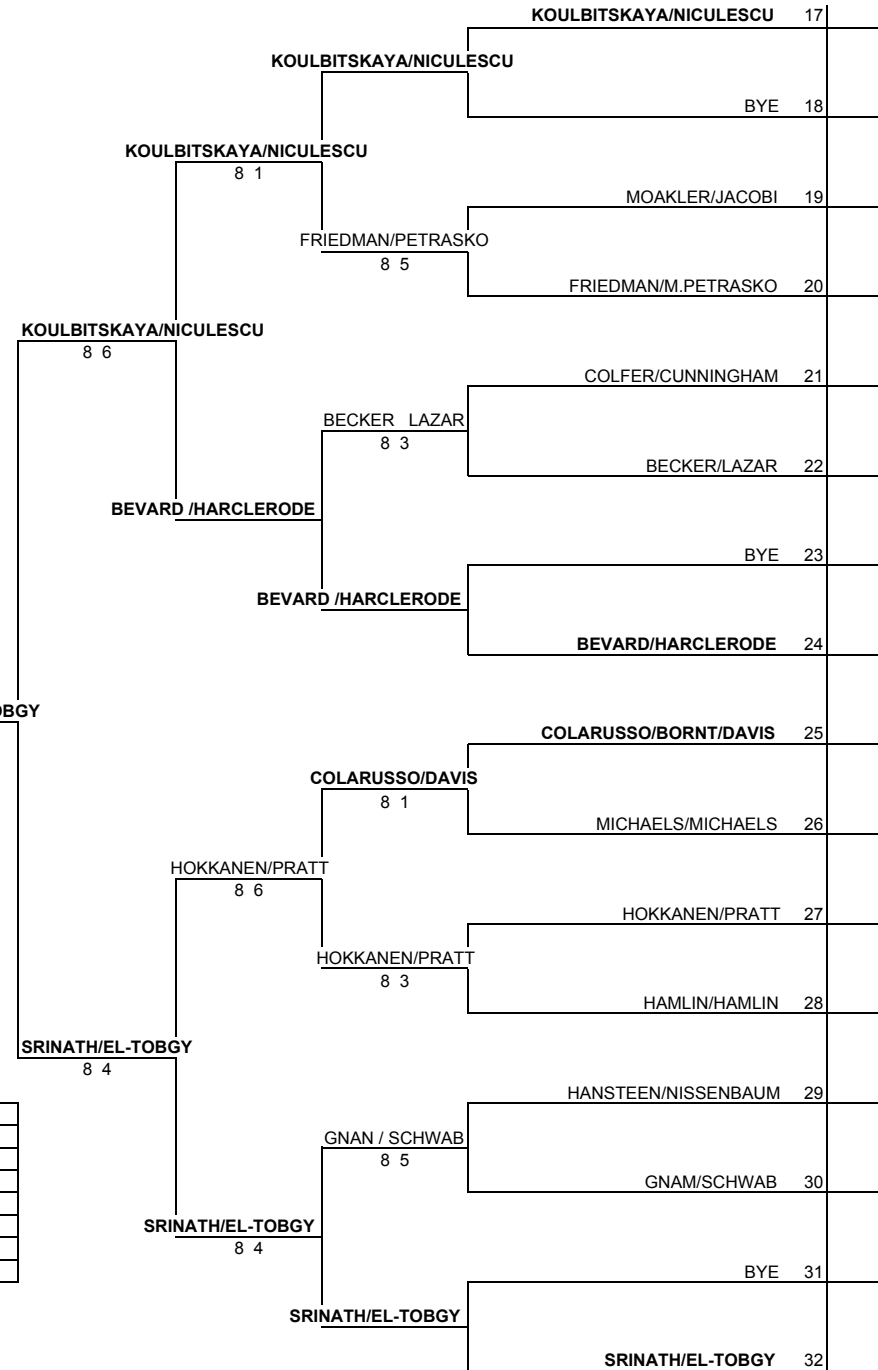 KOULBITSKAYA/NICULESCU 17
KOULBITSKAYA/NICULESCU
BYE 18
KOULBITSKAYA/NICULESCU
8 1
MOAKLER/JACOBI 19
FRIEDMAN/PETRASKO
8 5
FRIEDMAN/M.PETRASKO 20
KOULBITSKAYA/NICULESCU
8 6
COLFER/CUNNINGHAM 21
BECKER LAZAR
8 3
BECKER/LAZAR 22
BEVARD /HARCLERODE
BYE 23
BEVARD /HARCLERODE
BEVARD/HARCLERODE 24
OBGY
COLARUSSO/BORNT/DAVIS 25
COLARUSSO/DAVIS
8 1
MICHAELS/MICHAELS 26
HOKKANEN/PRATT
8 6
HOKKANEN/PRATT 27
HOKKANEN/PRATT
8 3
HAMLIN/HAMLIN 28
SRINATH/EL-TOBGY
8 4
HANSTEEN/NISSENBAUM 29
GNAN / SCHWAB
8 5
GNAM/SCHWAB 30
SRINATH/EL-TOBGY
8 4
BYE 31
SRINATH/EL-TOBGY
SRINATH/EL-TOBGY 32